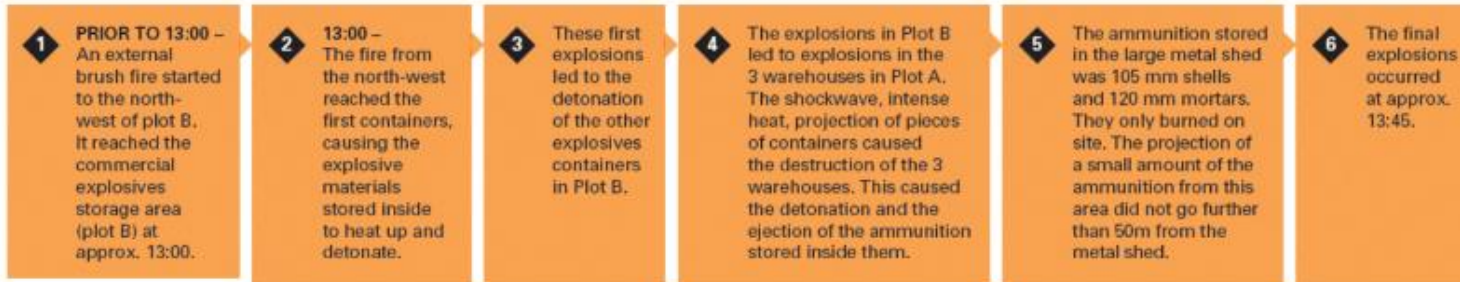 1
PRIOR TO 13:00 –
An external
brush fire started
to the north-
west of plot B.
It reached the
commercial
explosives
storage area
(plot B) at
approx. 13:00.
2
13:00 –
The fire from
the north-west
reached the
first containers,
causing the
explosive
materials
stored inside
to heat up and
detonate.
3
These first
explosions
led to the
detonation
of the other
explosives
containers
in Plot B.
4
The explosions in Plot B
led to explosions in the
3 warehouses in Plot A.
The shockwave, intense
heat, projection of pieces
of containers caused
the destruction of the 3
warehouses. This caused
the detonation and the
ejection of the ammunition
stored inside them.
5
The ammunition stored
in the large metal shed
was 105 mm shells
and 120 mm mortars.
They only burned on
site. The projection of
a small amount of the
ammunition from this
area did not go further
than 50m from the
metal shed.
6
The final
explosions
occurred
at approx.
13:45.